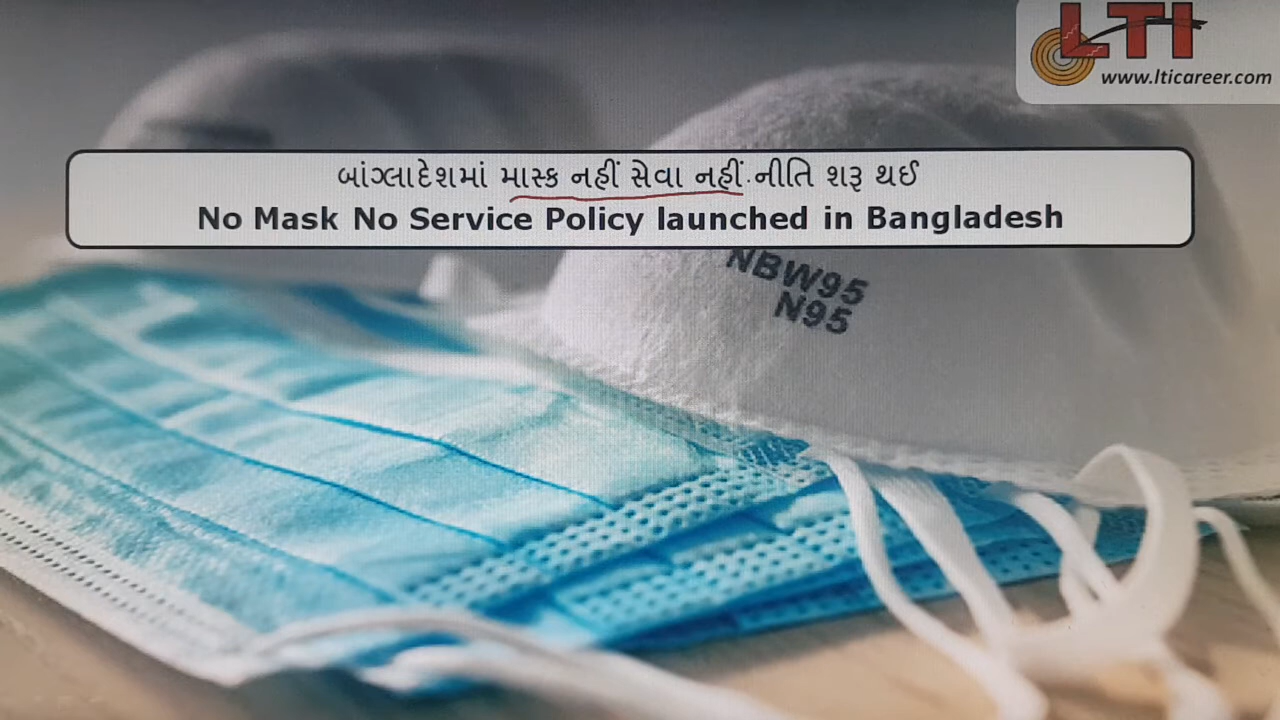 LTI
www.lticareer.com
બાંગ્લાદેશમાં માસ્ક નહીં સેવા નહીં નીતિ શરૂ થઈ
No Mask No Service Policy launched in Bangladesh
NBW95
N95